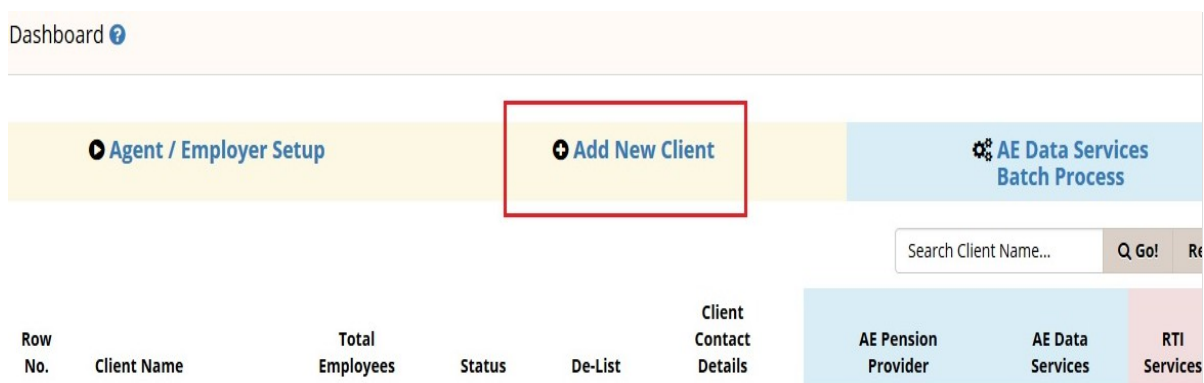 Dashboard
Agent / Employer Setup
Add New Client
AE Data Services
Batch Process
Search Client Name...
Go!
Row No.
Client Name
Total Employees
Status
De-List
Client Contact Details
AE Pension Provider
AE Data Services
RTI Services